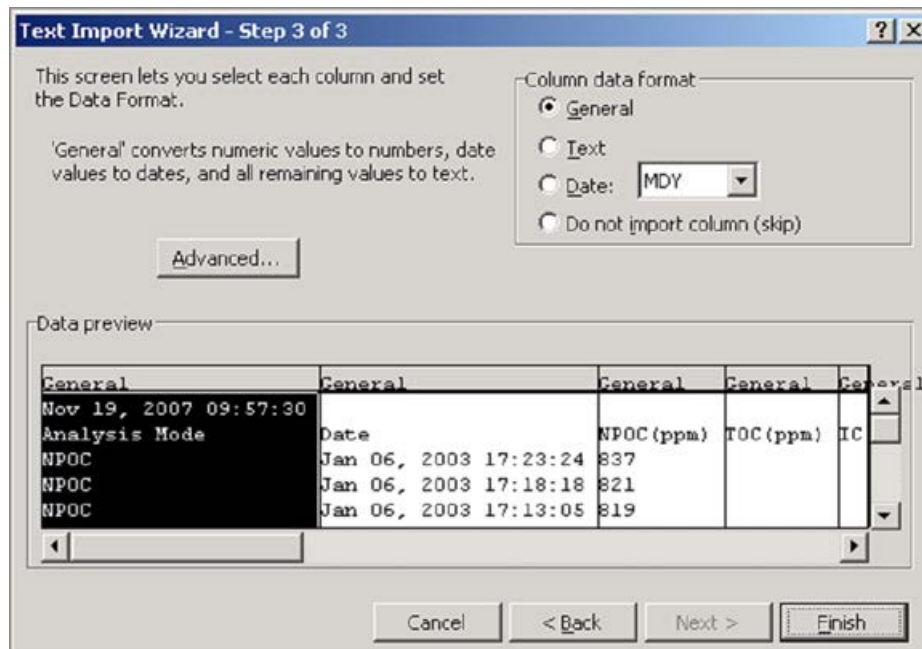 Text Import Wizard - Step 3 of 3
This screen lets you select each column and set
the Data Format.
'General' converts numeric values to numbers, date
values to dates, and all remaining values to text.
Advanced...
Column data format
General
Text
Date: MDY
Do not import column (skip)
Data preview
General General General General General
Nov 19, 2007 09:57:30
Analysis Mode Date NPOC(ppm) TOC(ppm) IC
NPOC Jan 06, 2003 17:23:24 837
NPOC Jan 06, 2003 17:18:18 821
NPOC Jan 06, 2003 17:13:05 819
Cancel < Back Next > Finish